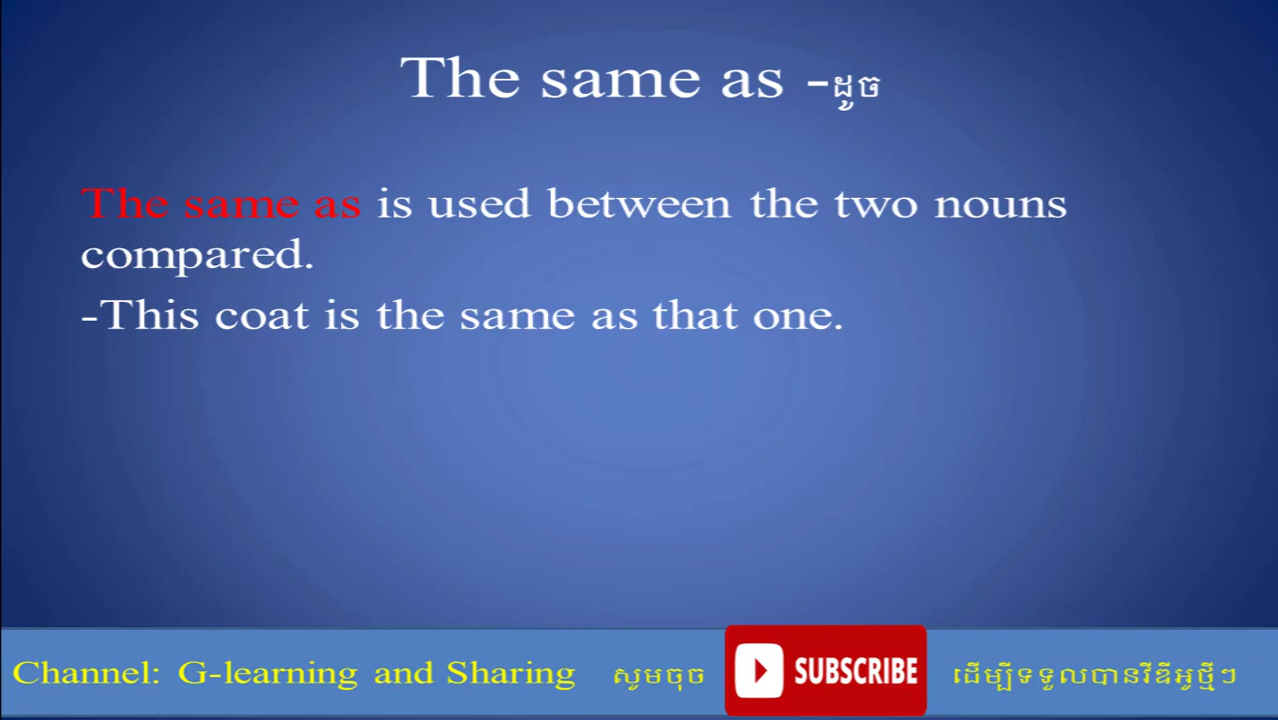 The same as -ដូច
The same as is used between the two nouns
compared.
-This coat is the same as that one.
Channel: G-learning and Sharing សូមចុច SUBSCRIBE ដើម្បីទទួលបានវីឌីអូថ្មីៗ